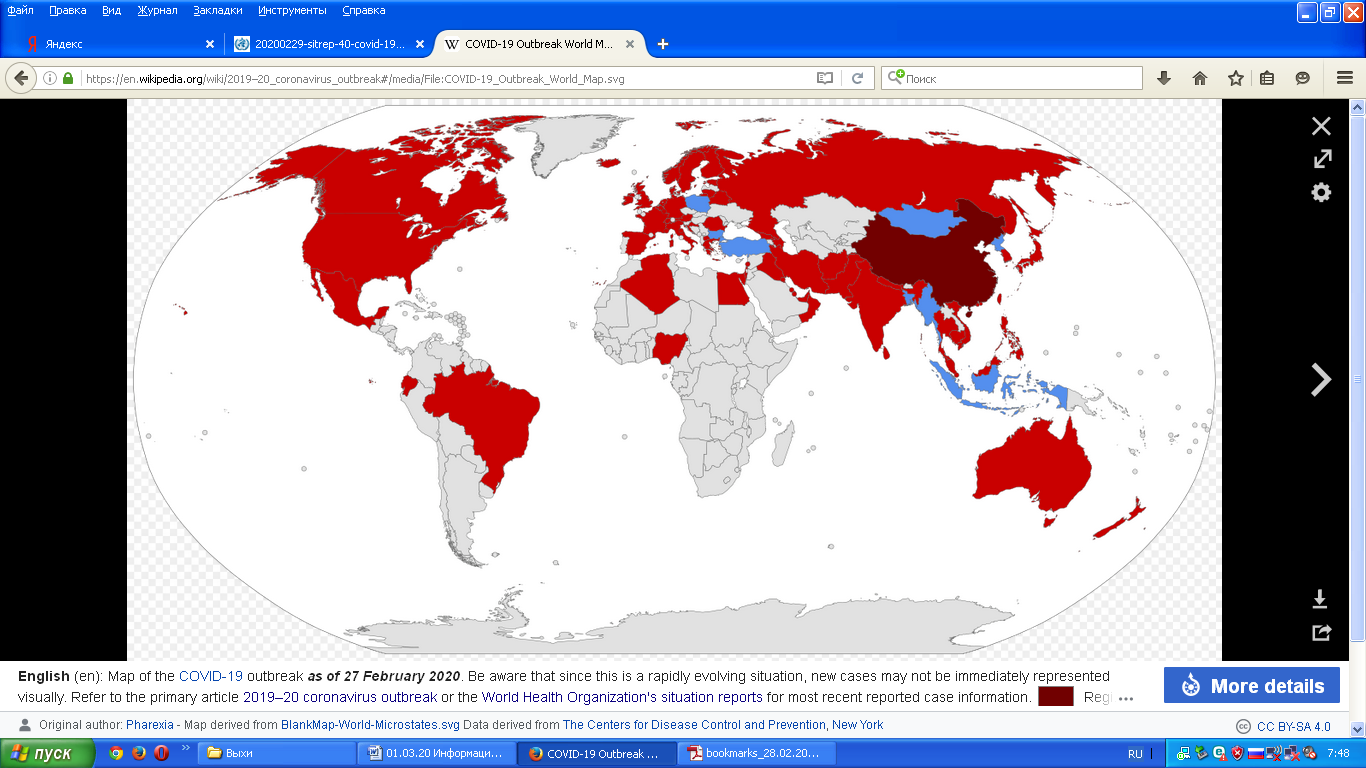 Файл Правка Вид Журнал Закладки Инструменты Справка
Яндекс
20200229-sitrep-40-covid-19...
W COVID-19 Outbreak World M...
https://en.wikipedia.org/wiki/2019–20_coronavirus_outbreak#/media/File:COVID-19_Outbreak_World_Map.svg
Поиск
English (en): Map of the COVID-19 outbreak as of 27 February 2020. Be aware that since this is a rapidly evolving situation, new cases may not be immediately represented
visually. Refer to the primary article 2019–20 coronavirus outbreak or the World Health Organization's situation reports for most recent reported case information. Regi ...
More details
Original author: Pharexia - Map derived from BlankMap-World-Microstates.svg Data derived from The Centers for Disease Control and Prevention, New York
CC BY-SA 4.0
пуск
Выхи
01.03.20 Информаци...
COVID-19 Outbreak ...
bookmarks_28.02.20...
RU
7:48